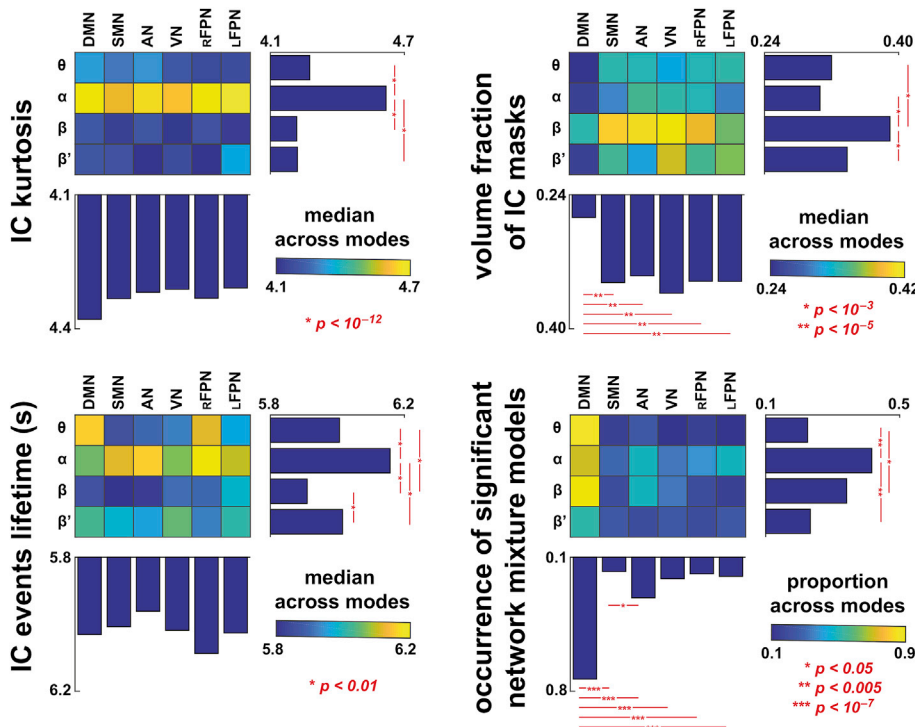 DMN SMN AN VN RFPN LFPN
4.1 4.7
θ
α
β
β'
IC kurtosis
4.1
4.4
median
across modes
4.1 4.7
* p < 10⁻¹²
DMN SMN AN VN RFPN LFPN
0.24 0.40
θ
α
β
β'
volume fraction
of IC masks
0.24
0.40
median
across modes
0.24 0.42
* p < 10⁻³
** p < 10⁻⁵
** 
**
**
**
**
DMN SMN AN VN RFPN LFPN
5.8 6.2
θ
α
β
β'
IC events lifetime (s)
5.8
6.2
median
across modes
5.8 6.2
* p < 0.01
DMN SMN AN VN RFPN LFPN
0.1 0.5
θ
α
β
β'
occurrence of significant
network mixture models
0.1
0.8
*
***
***
***
***
proportion
across modes
0.1 0.9
* p < 0.05
** p < 0.005
*** p < 10⁻⁷